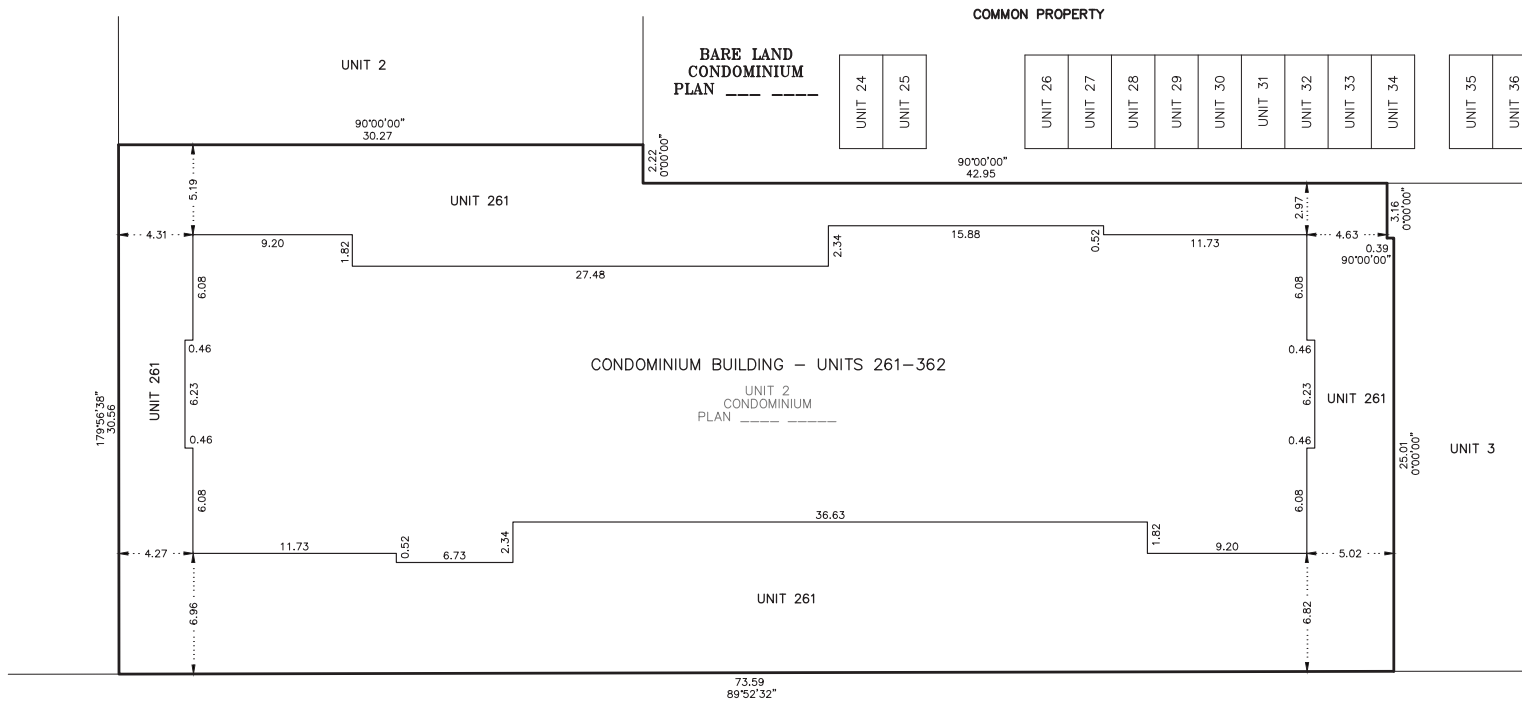 COMMON PROPERTY
UNIT 2
BARE LAND
CONDOMINIUM
PLAN ___ ____
UNIT 24
UNIT 25
UNIT 26
UNIT 27
UNIT 28
UNIT 29
UNIT 30
UNIT 31
UNIT 32
UNIT 33
UNIT 34
UNIT 35
UNIT 36
90°00'00"
30.27
2.22
0°00'00"
90°00'00"
42.95
5.19
UNIT 261
2.97
3.16
0°00'00"
4.31
9.20
1.82
27.48
2.34
15.88
0.52
11.73
4.63
0.39
90°00'00"
6.08
6.08
0.46
0.46
CONDOMINIUM BUILDING – UNITS 261–362
UNIT 2
CONDOMINIUM
PLAN ____ _____
179°56'38"
30.56
UNIT 261
6.23
6.23
UNIT 261
0.46
0.46
25.01
0°00'00"
UNIT 3
6.08
6.08
36.63
4.27
11.73
0.52
6.73
2.34
1.82
9.20
5.02
6.96
UNIT 261
6.82
73.59
89°52'32"